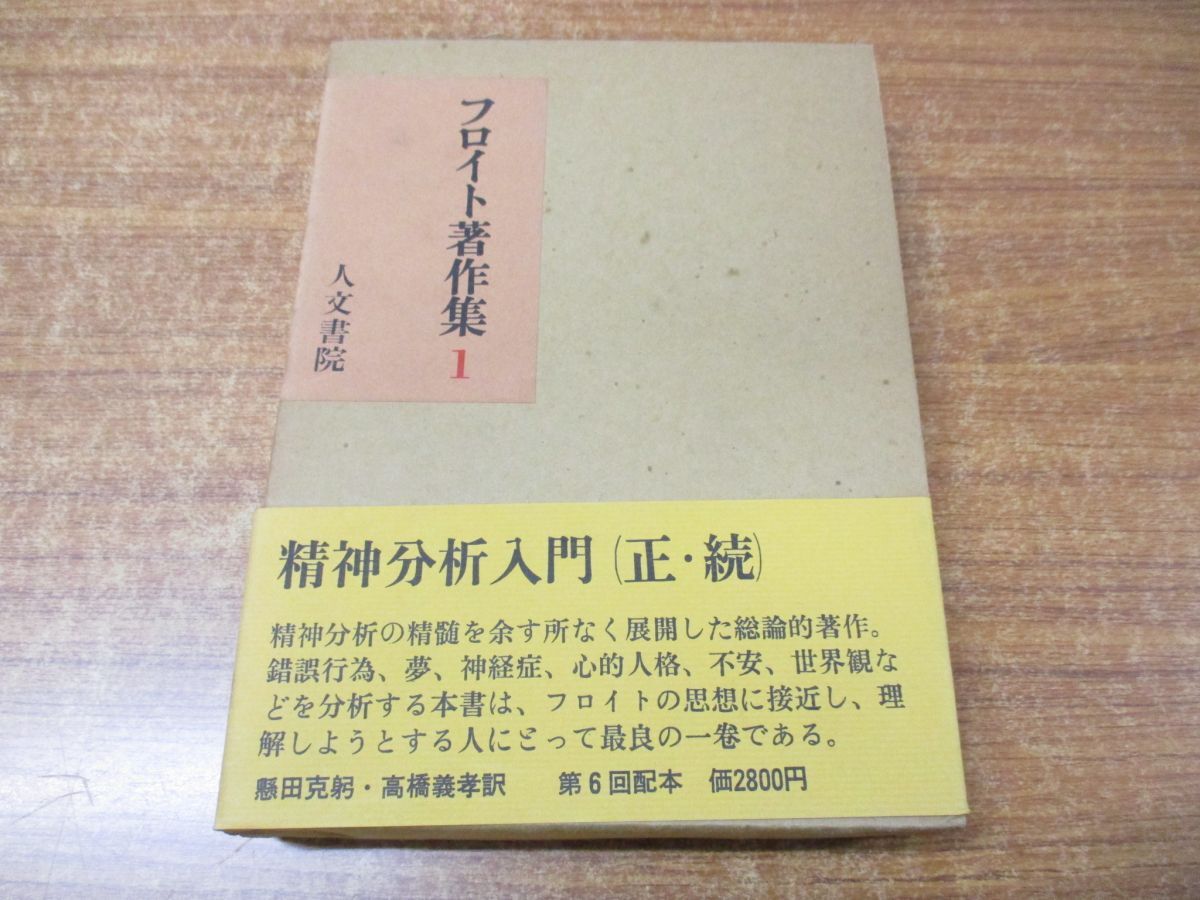 フロイト著作集 1
人文書院
精神分析入門(正・続)
精神分析の精髄を余す所なく展開した総論的著作。
錯誤行為、夢、神経症、心的人格、不安、世界観な
どを分析する本書は、フロイトの思想に接近し、理
解しようとする人にとって最良の一巻である。
懸田克躬・高橋義孝訳 第6回配本 価2800円